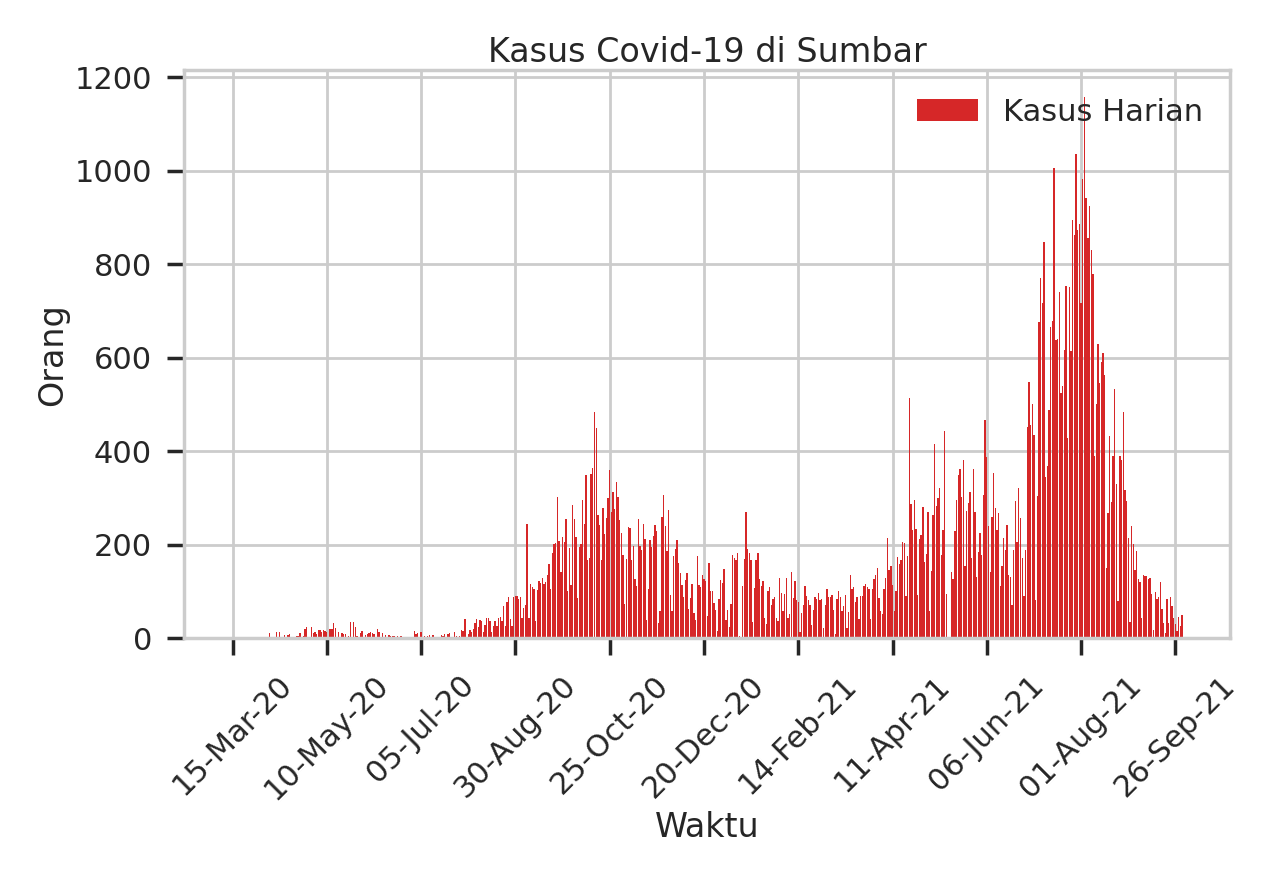 Kasus Covid-19 di Sumbar
Kasus Harian
1200
1000
800
600
400
200
0
Orang
15-Mar-20
10-May-20
05-Jul-20
30-Aug-20
25-Oct-20
20-Dec-20
14-Feb-21
11-Apr-21
06-Jun-21
01-Aug-21
26-Sep-21
Waktu